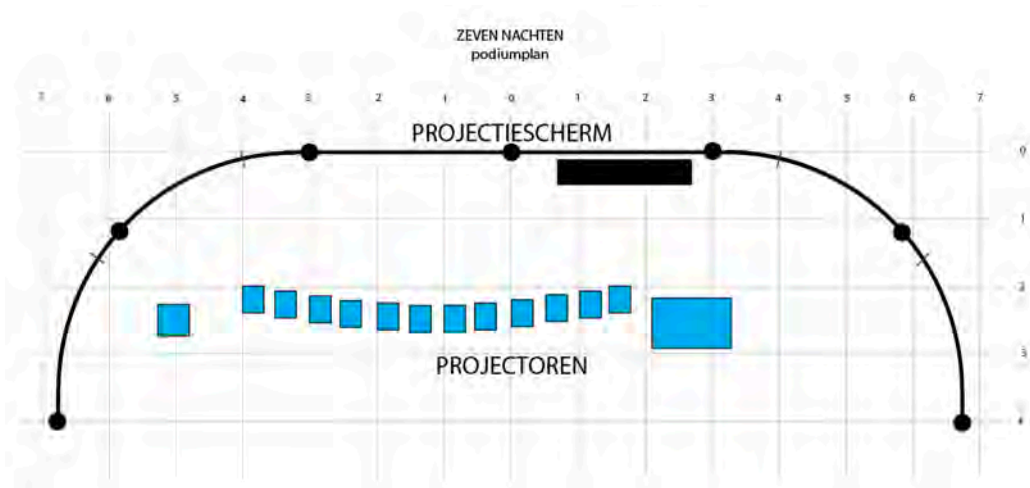 ZEVEN NACHTEN
podiumplan
7 6 5 4 3 2 1 0 1 2 3 4 5 6 7
PROJECTIESCHERM
0
1
2
3
PROJECTOREN
4